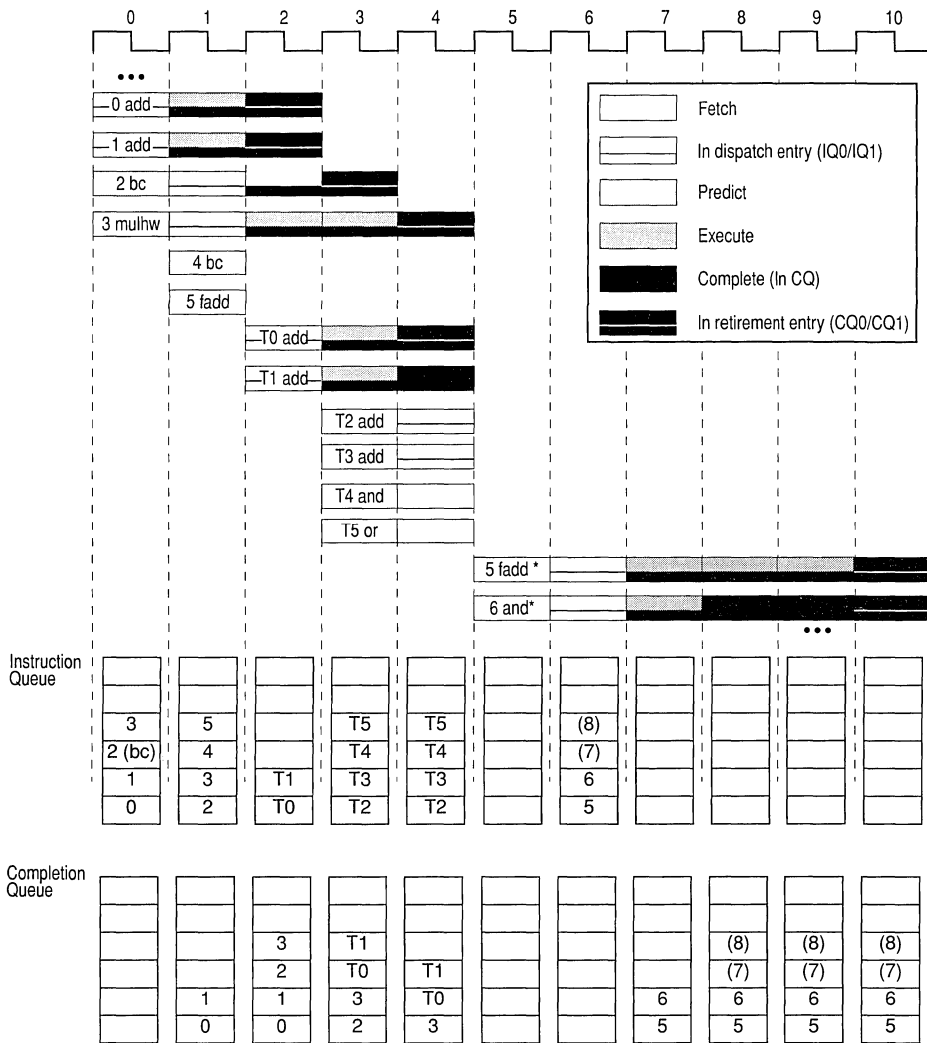 0 1 2 3 4 5 6 7 8 9 10
•••
0 add
1 add
2 bc
3 mulhw
4 bc
5 fadd
T0 add
T1 add
T2 add
T3 add
T4 and
T5 or
5 fadd *
6 and*
•••
Fetch
In dispatch entry (IQ0/IQ1)
Predict
Execute
Complete (In CQ)
In retirement entry (CQ0/CQ1)
Instruction
Queue
3 5 T5 T5 (8)
2 (bc) 4 T4 T4 (7)
1 3 T1 T3 T3 6
0 2 T0 T2 T2 5
Completion
Queue
3 T1 (8) (8) (8)
2 T0 T1 (7) (7) (7)
1 1 3 T0 6 6 6 6
0 0 2 3 5 5 5 5